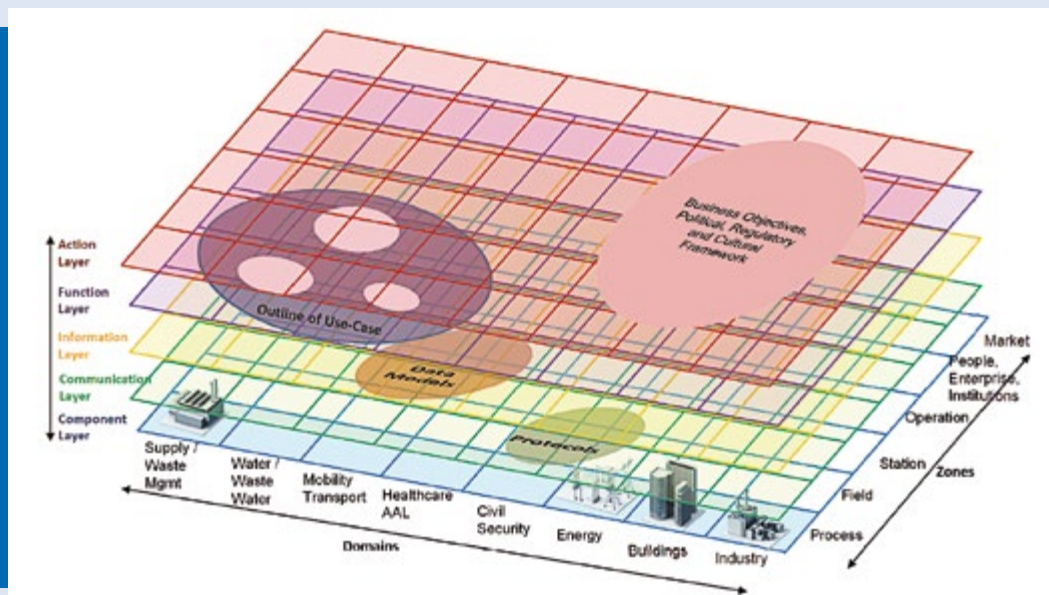 Business Objectives,
Political, Regulatory
and Cultural
Framework
Action
Layer
Function
Layer
Information
Layer
Communication
Layer
Component
Layer
Outline of Use-Case
Data
Models
Protocols
Supply /
Waste
Mgmt
Water /
Waste
Water
Mobility
Transport
Healthcare
AAL
Civil
Security
Energy
Buildings
Industry
Domains
Market
People,
Enterprise,
Institutions
Operation
Station
Field
Process
Zones